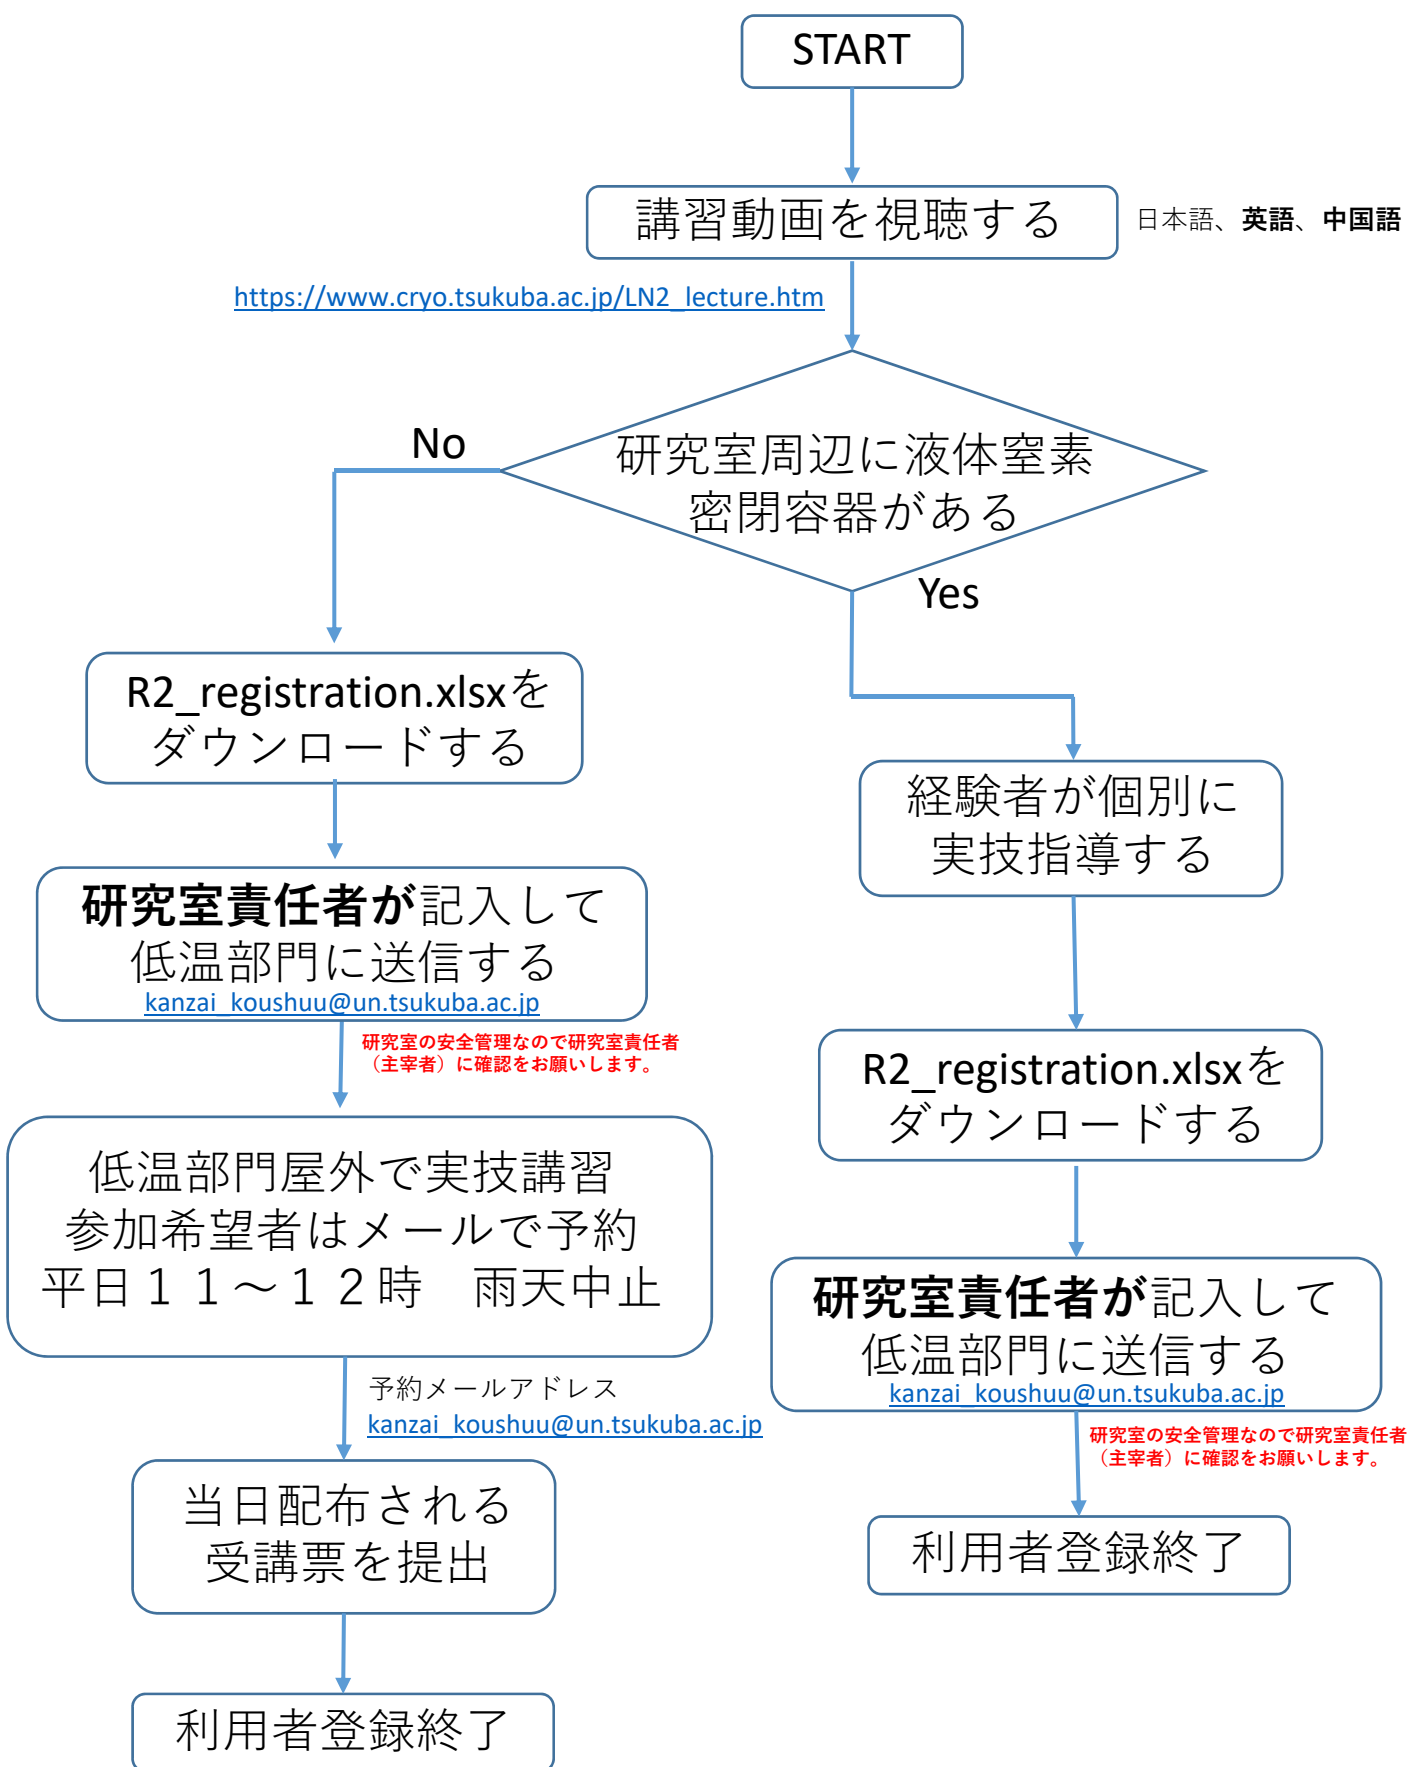 START
講習動画を視聴する
日本語、英語、中国語
https://www.cryo.tsukuba.ac.jp/LN2_lecture.htm
研究室周辺に液体窒素
密閉容器がある
No
Yes
R2_registration.xlsxを
ダウンロードする
研究室責任者が記入して
低温部門に送信する
kanzai_koushuu@un.tsukuba.ac.jp
研究室の安全管理なので研究室責任者
（主宰者）に確認をお願いします。
低温部門屋外で実技講習
参加希望者はメールで予約
平日１１～１２時　雨天中止
予約メールアドレス
kanzai_koushuu@un.tsukuba.ac.jp
当日配布される
受講票を提出
利用者登録終了
経験者が個別に
実技指導する
R2_registration.xlsxを
ダウンロードする
研究室責任者が記入して
低温部門に送信する
kanzai_koushuu@un.tsukuba.ac.jp
研究室の安全管理なので研究室責任者
（主宰者）に確認をお願いします。
利用者登録終了